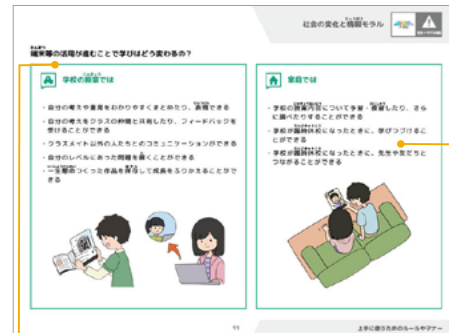 社会の変化と情報モラル
端末等の活用が進むことで学びはどう変わるの？
学校の授業では
・自分の考えや意見をわかりやすくまとめたり、表現できる
・自分の考えをクラスの仲間と共有したり、フィードバックを
受けることができる
・クラスメイト以外の人たちとのコミュニケーションができる
・自分のレベルにあった問題を解くことができる
・一生懸命つくった作品を保存して成長をふりかえることがで
きる
家庭では
・学校の授業内容について予習・復習したり、さら
に調べたりすることができる
・学校が臨時休校になったときに、学びつづけるこ
とができる
・学校が臨時休校になったときに、先生や友だちと
つながることができる
11
上手に使うためのルールやマナー